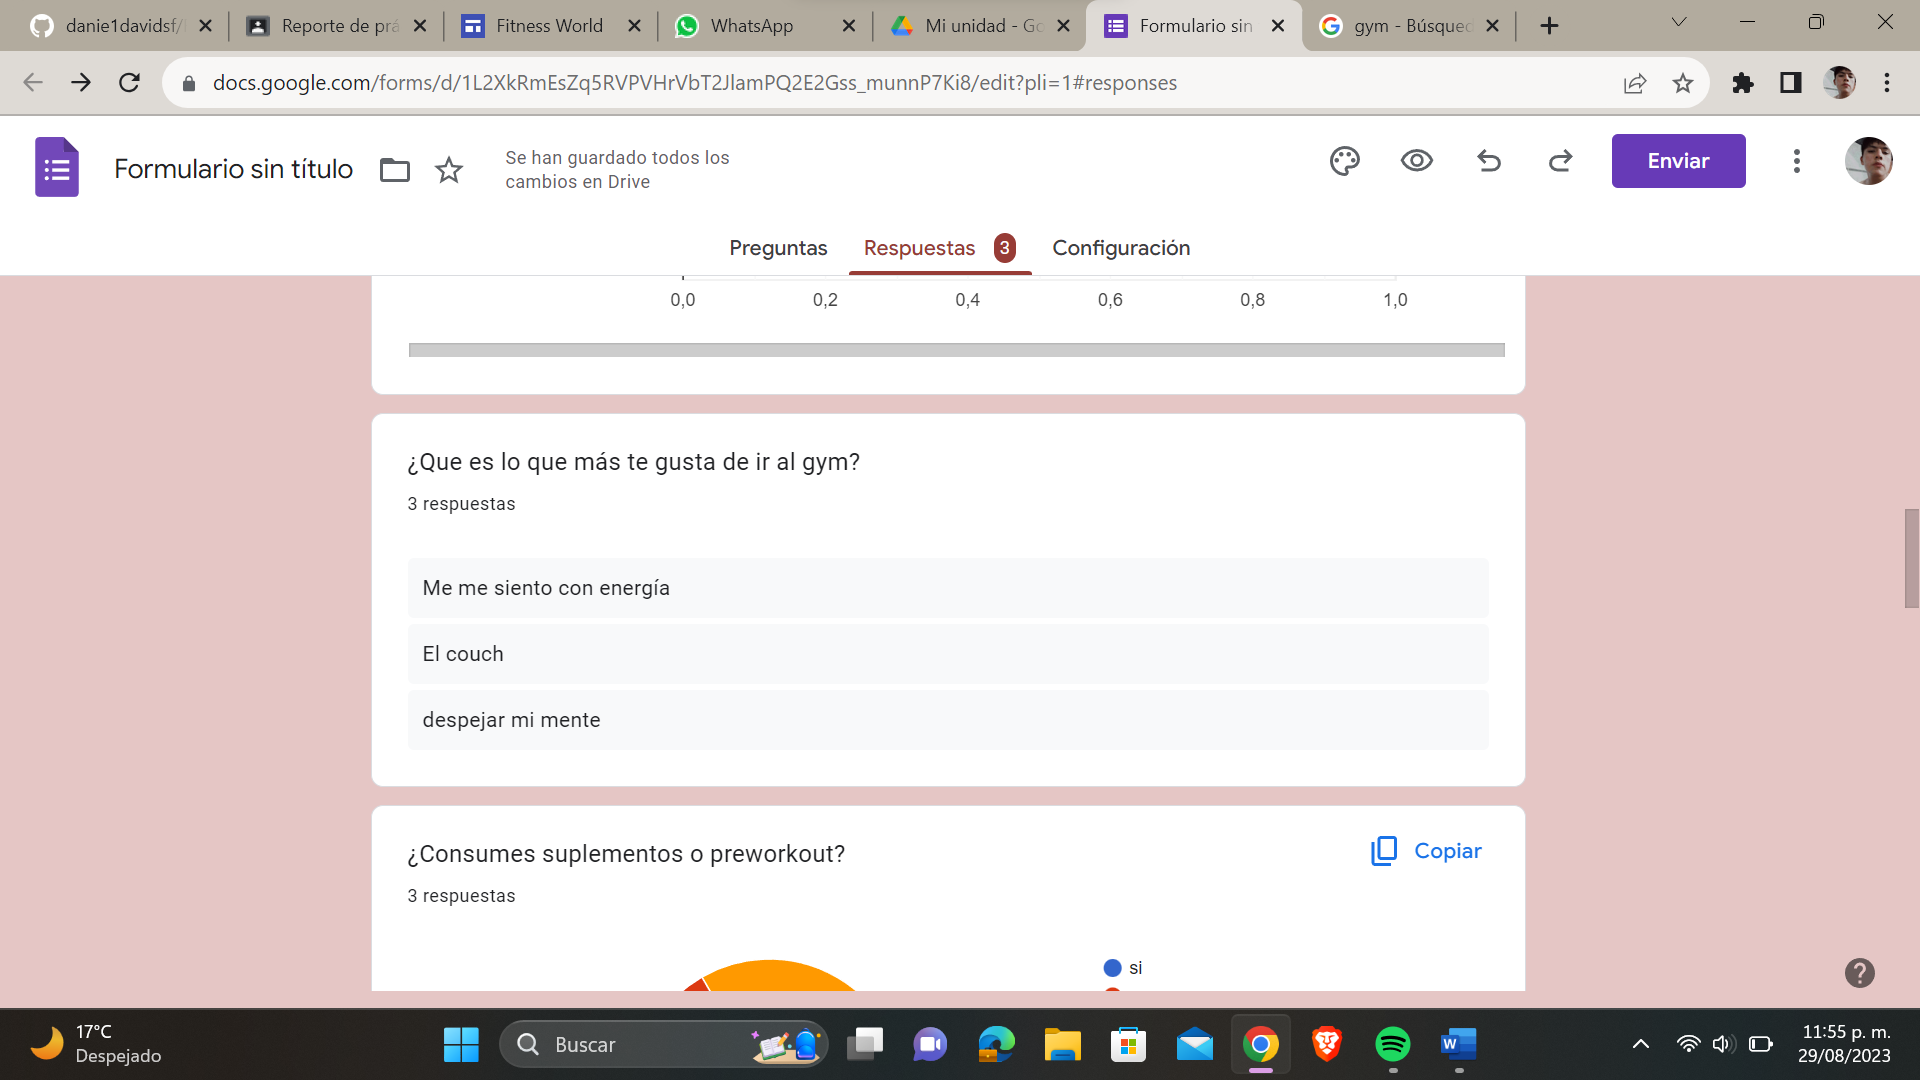 danie1davidsf/
Reporte de prá
Fitness World
WhatsApp
Mi unidad - Go
Formulario sin
gym - Búsqued
docs.google.com/forms/d/1L2XkRmEsZq5RVPVHrVbT2JlamPQ2E2Gss_munnP7Ki8/edit?pli=1#responses
Formulario sin título
Se han guardado todos los
cambios en Drive
Enviar
Preguntas
Respuestas 3
Configuración
0,0 0,2 0,4 0,6 0,8 1,0
¿Que es lo que más te gusta de ir al gym?
3 respuestas
Me me siento con energía
El couch
despejar mi mente
¿Consumes suplementos o preworkout?
Copiar
3 respuestas
si
17°C
Despejado
Buscar
11:55 p. m.
29/08/2023